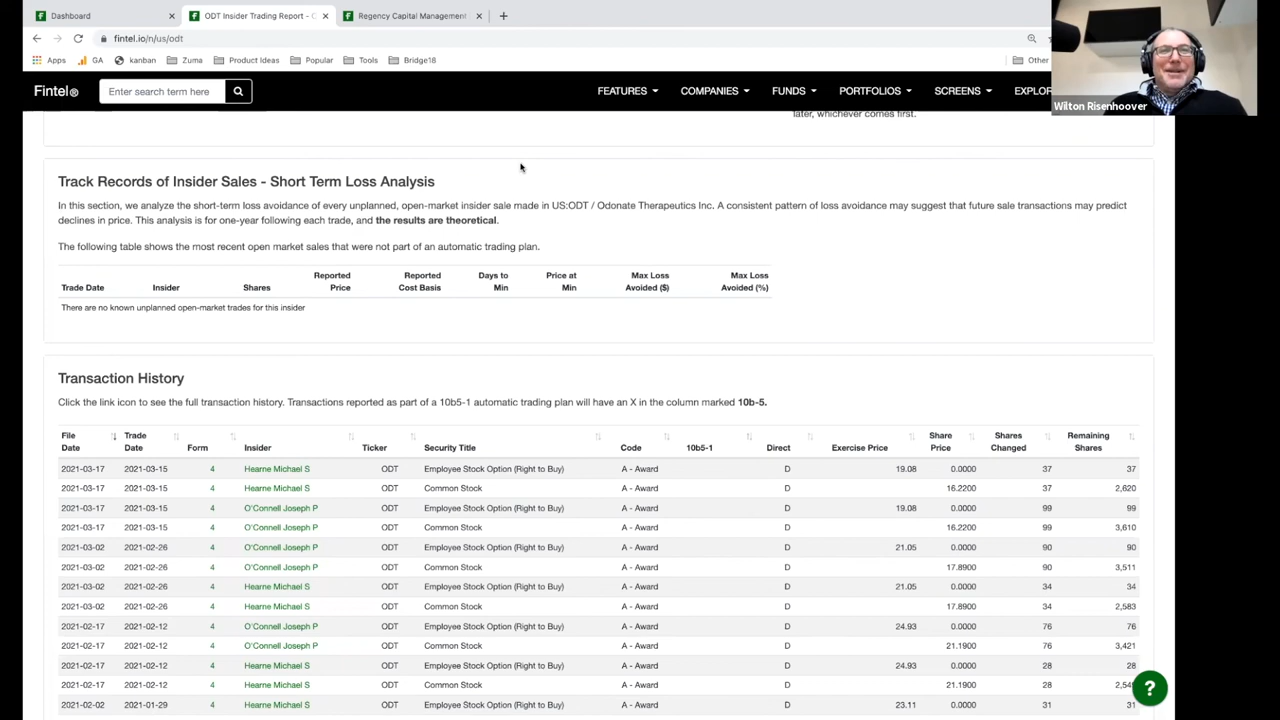 Dashboard
ODT Insider Trading Report -
Regency Capital Management
fintel.io/n/us/odt
Apps GA kanban Zuma Product Ideas Popular Tools Bridge18 Other
Wilton Risenhoover
Fintel
Enter search term here
FEATURES COMPANIES FUNDS PORTFOLIOS SCREENS EXPLOR
later, whichever comes first.
Track Records of Insider Sales - Short Term Loss Analysis
In this section, we analyze the short-term loss avoidance of every unplanned, open-market insider sale made in US:ODT / Odonate Therapeutics Inc. A consistent pattern of loss avoidance may suggest that future sale transactions may predict
declines in price. This analysis is for one-year following each trade, and the results are theoretical.
The following table shows the most recent open market sales that were not part of an automatic trading plan.
Trade Date Insider Shares Reported Price Reported Cost Basis Days to Min Price at Min Max Loss Avoided ($) Max Loss Avoided (%)
There are no known unplanned open-market trades for this insider
Transaction History
Click the link icon to see the full transaction history. Transactions reported as part of a 10b5-1 automatic trading plan will have an X in the column marked 10b-5.
File Date Trade Date Form Insider Ticker Security Title Code 10b5-1 Direct Exercise Price Share Price Shares Changed Remaining Shares
2021-03-17 2021-03-15 4 Hearne Michael S ODT Employee Stock Option (Right to Buy) A - Award D 19.08 0.0000 37 37
2021-03-17 2021-03-15 4 Hearne Michael S ODT Common Stock A - Award D 16.2200 37 2,620
2021-03-17 2021-03-15 4 O'Connell Joseph P ODT Employee Stock Option (Right to Buy) A - Award D 19.08 0.0000 99 99
2021-03-17 2021-03-15 4 O'Connell Joseph P ODT Common Stock A - Award D 16.2200 99 3,610
2021-03-02 2021-02-26 4 O'Connell Joseph P ODT Employee Stock Option (Right to Buy) A - Award D 21.05 0.0000 90 90
2021-03-02 2021-02-26 4 O'Connell Joseph P ODT Common Stock A - Award D 17.8900 90 3,511
2021-03-02 2021-02-26 4 Hearne Michael S ODT Employee Stock Option (Right to Buy) A - Award D 21.05 0.0000 34 34
2021-03-02 2021-02-26 4 Hearne Michael S ODT Common Stock A - Award D 17.8900 34 2,583
2021-02-17 2021-02-12 4 O'Connell Joseph P ODT Employee Stock Option (Right to Buy) A - Award D 24.93 0.0000 76 76
2021-02-17 2021-02-12 4 O'Connell Joseph P ODT Common Stock A - Award D 21.1900 76 3,421
2021-02-17 2021-02-12 4 Hearne Michael S ODT Employee Stock Option (Right to Buy) A - Award D 24.93 0.0000 28 28
2021-02-17 2021-02-12 4 Hearne Michael S ODT Common Stock A - Award D 21.1900 28
2021-02-02 2021-01-29 4 Hearne Michael S ODT Employee Stock Option (Right to Buy) A - Award D 23.11 0.0000 31 31
?